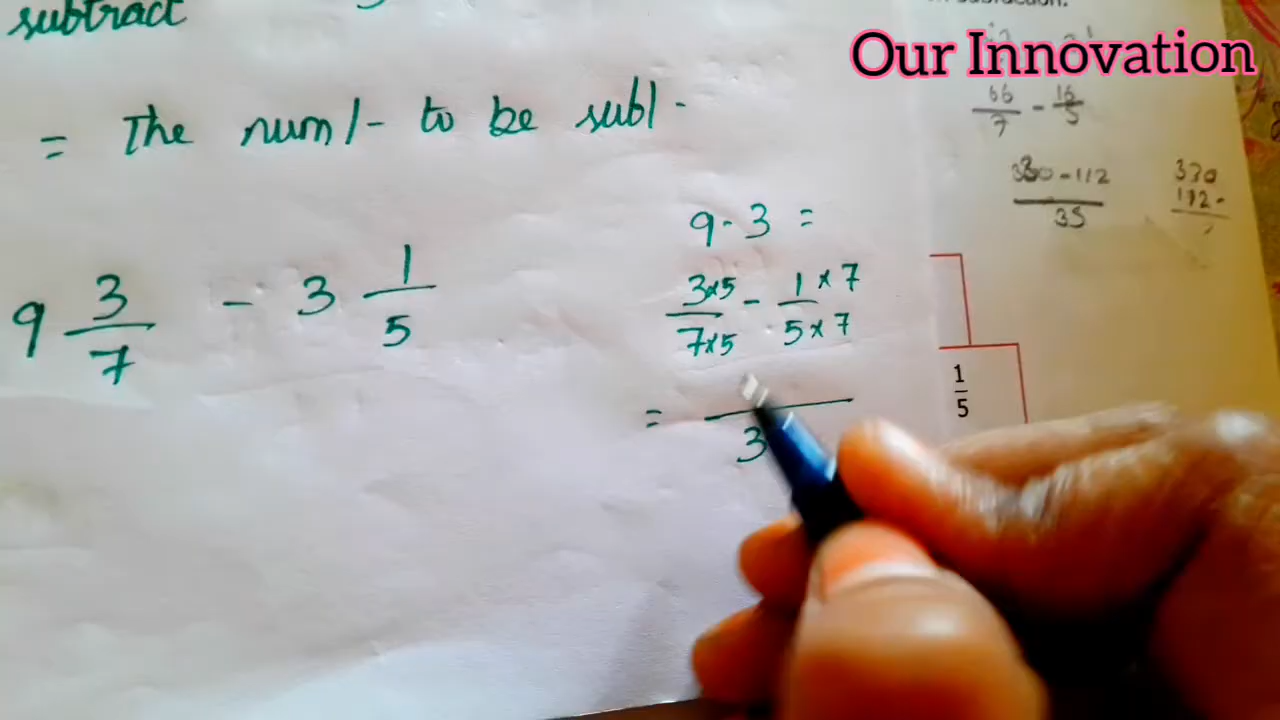 subtract
Our Innovation
= The num/- to be subt.
66/7 - 16/5
330 - 112
35
330
112-
9 3/7 - 3 1/5
9 - 3 =
3×5/7×5 - 1×7/5×7
=
3
1/5